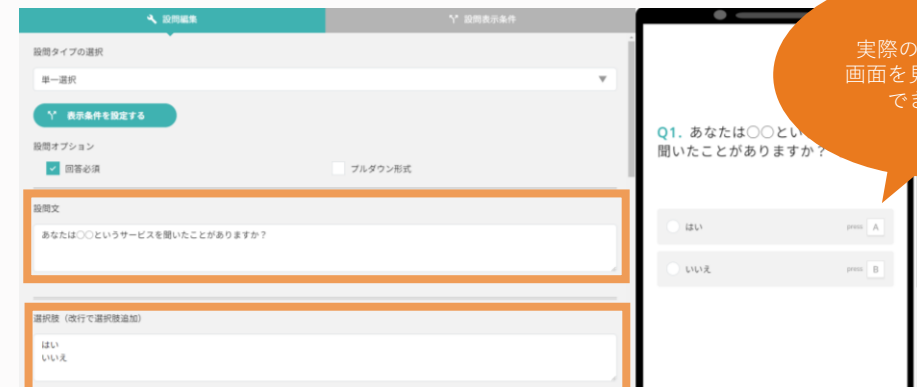 設問編集
設問表示条件
設問タイプの選択
単一選択
表示条件を設定する
設問オプション
回答必須
プルダウン形式
設問文
あなたは○○というサービスを聞いたことがありますか？
選択肢（改行で選択肢追加）
はい
いいえ
実際の
画面を
でま
Q1. あなたは○○とい
聞いたことがありますか？
はい
press A
いいえ
press B